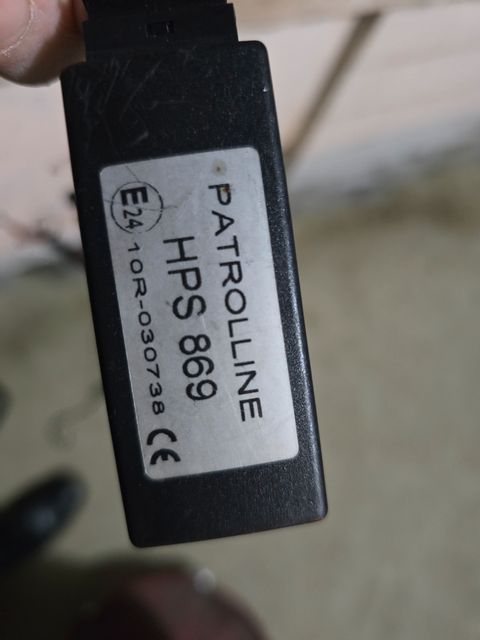 PATROLLINE
HPS 869
E24 10R-030738 CE